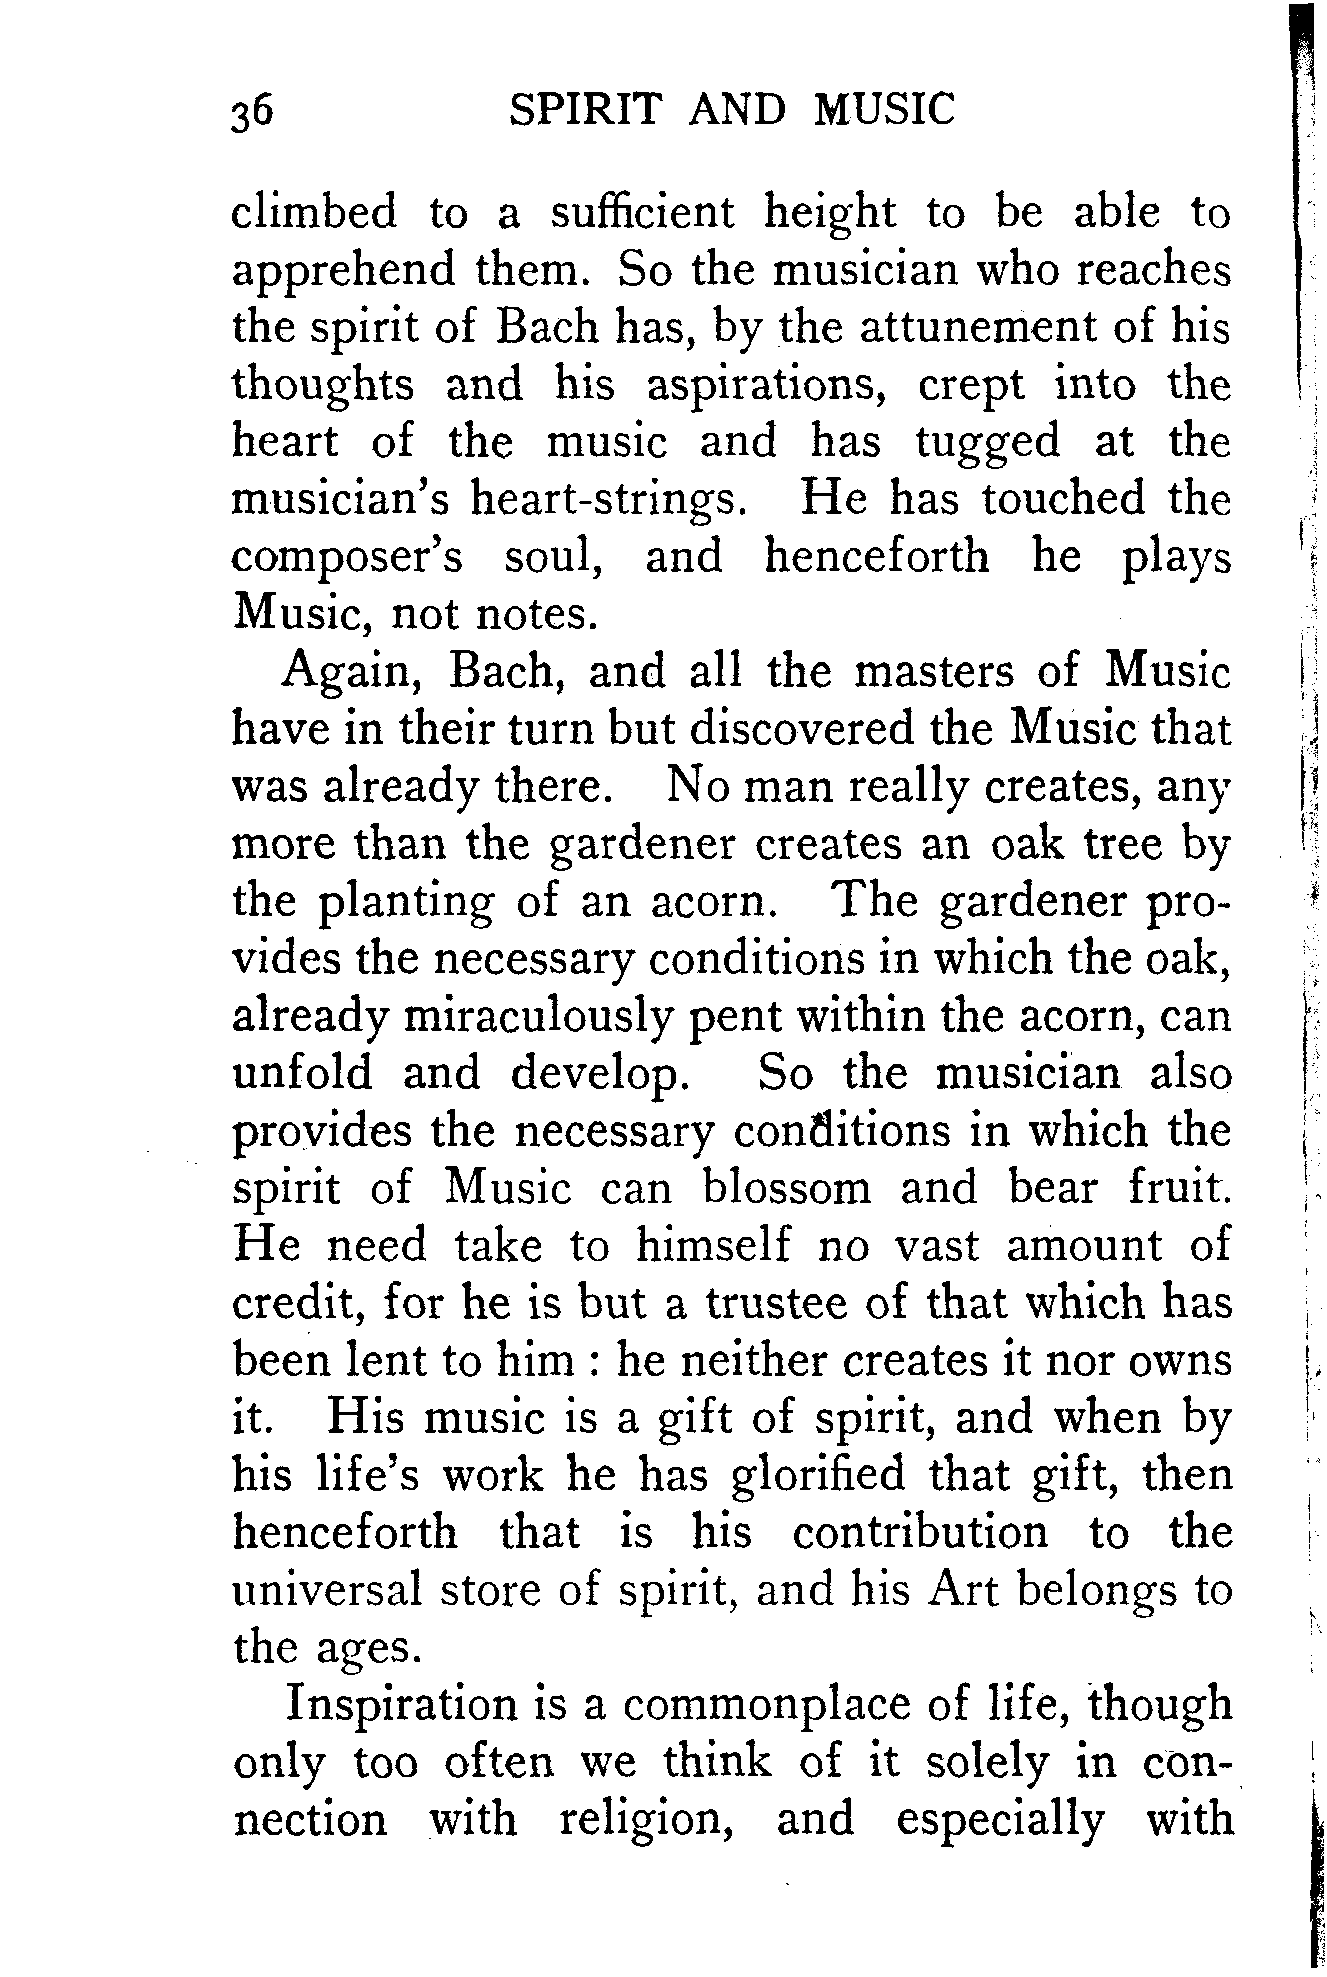 36 SPIRIT AND MUSIC
climbed to a sufficient height to be able to
apprehend them. So the musician who reaches
the spirit of Bach has, by the attunement of his
thoughts and his aspirations, crept into the
heart of the music and has tugged at the
musician's heart-strings. He has touched the
composer's soul, and henceforth he plays
Music, not notes.
Again, Bach, and all the masters of Music
have in their turn but discovered the Music that
was already there. No man really creates, any
more than the gardener creates an oak tree by
the planting of an acorn. The gardener pro-
vides the necessary conditions in which the oak,
already miraculously pent within the acorn, can
unfold and develop. So the musician also
provides the necessary conditions in which the
spirit of Music can blossom and bear fruit.
He need take to himself no vast amount of
credit, for he is but a trustee of that which has
been lent to him : he neither creates it nor owns
it. His music is a gift of spirit, and when by
his life's work he has glorified that gift, then
henceforth that is his contribution to the
universal store of spirit, and his Art belongs to
the ages.
Inspiration is a commonplace of life, though
only too often we think of it solely in con-
nection with religion, and especially with